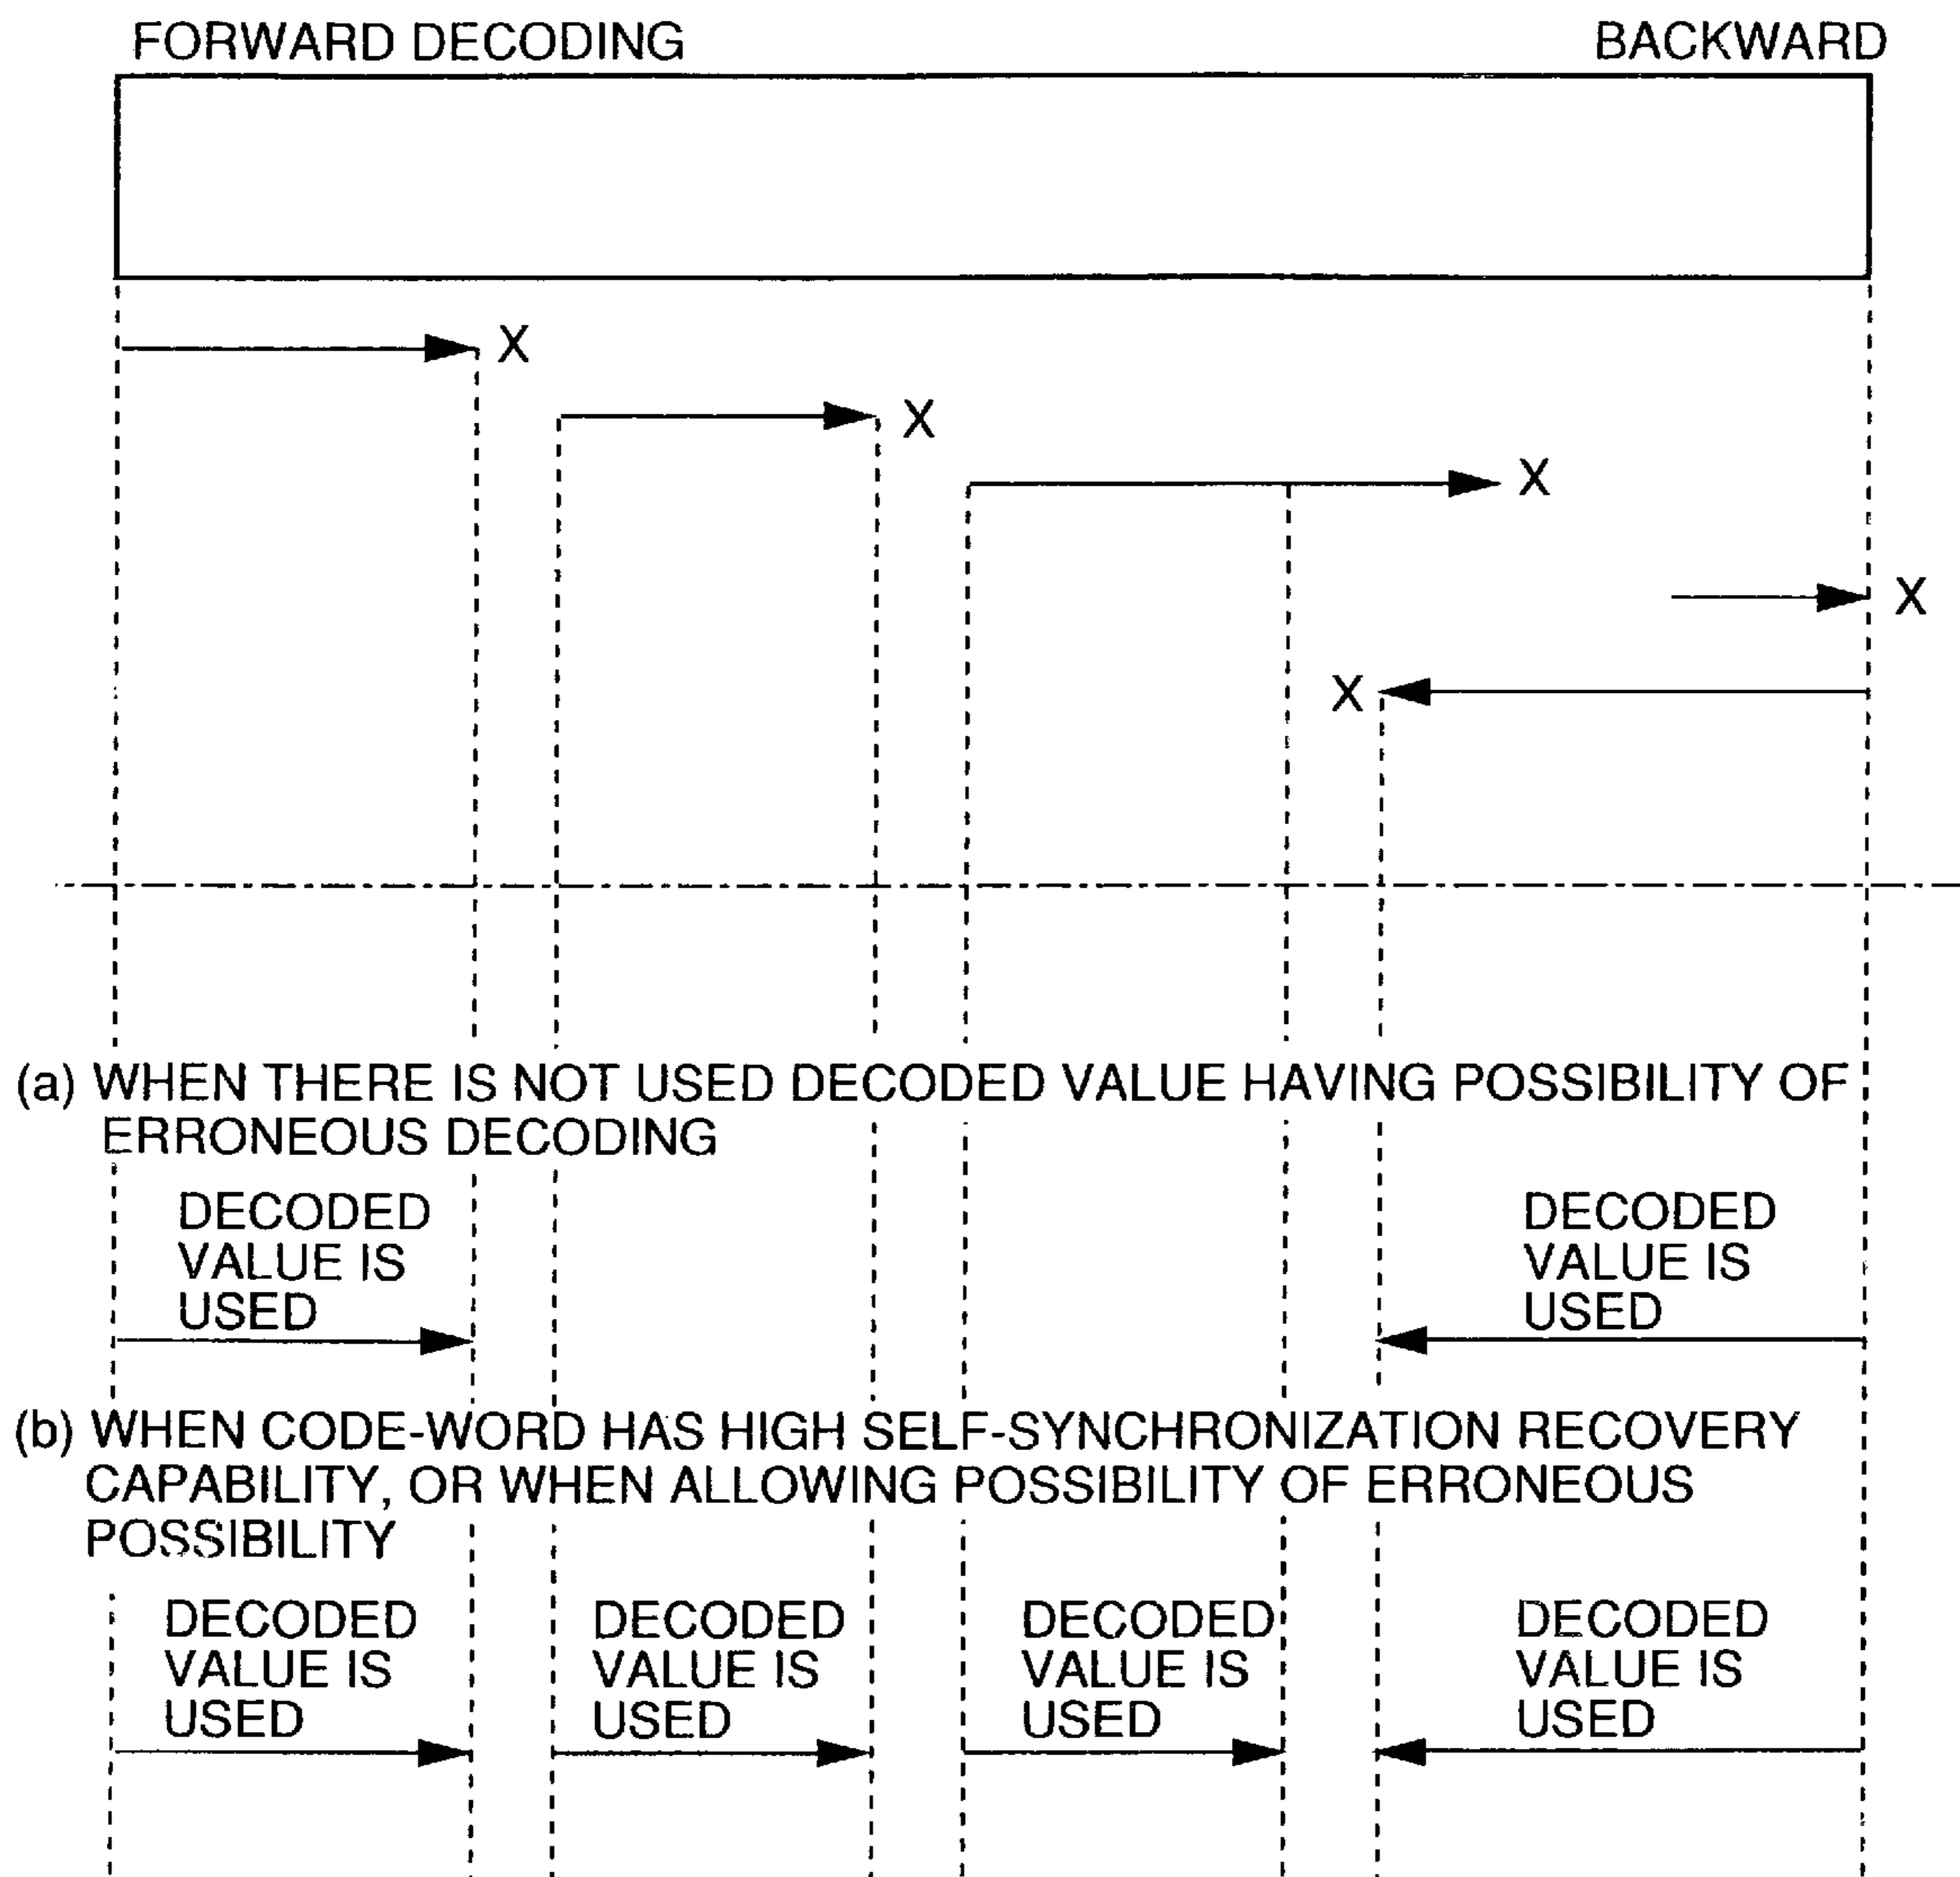 FORWARD DECODING
BACKWARD
X
X
X
X
X
(a) WHEN THERE IS NOT USED DECODED VALUE HAVING POSSIBILITY OF
ERRONEOUS DECODING
DECODED
VALUE IS
USED
DECODED
VALUE IS
USED
(b) WHEN CODE-WORD HAS HIGH SELF-SYNCHRONIZATION RECOVERY
CAPABILITY, OR WHEN ALLOWING POSSIBILITY OF ERRONEOUS
POSSIBILITY
DECODED
VALUE IS
USED
DECODED
VALUE IS
USED
DECODED
VALUE IS
USED
DECODED
VALUE IS
USED